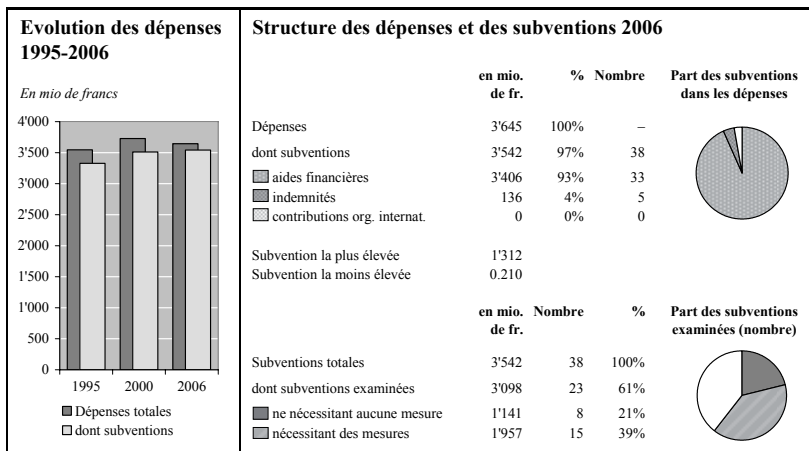 Evolution des dépenses
1995-2006
En mio de francs
4'000
3'500
3'000
2'500
2'000
1'500
1'000
500
0
1995 2000 2006
Dépenses totales
dont subventions
Structure des dépenses et des subventions 2006
en mio. % Nombre Part des subventions
de fr. dans les dépenses
Dépenses 3'645 100% –
dont subventions 3'542 97% 38
aides financières 3'406 93% 33
indemnités 136 4% 5
contributions org. internat. 0 0% 0
Subvention la plus élevée 1'312
Subvention la moins élevée 0.210
en mio. Nombre % Part des subventions
de fr. examinées (nombre)
Subventions totales 3'542 38 100%
dont subventions examinées 3'098 23 61%
ne nécessitant aucune mesure 1'141 8 21%
nécessitant des mesures 1'957 15 39%